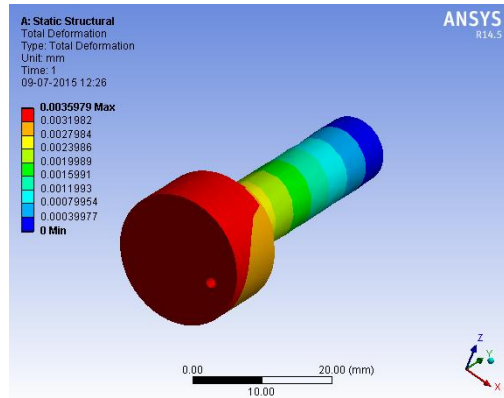 A: Static Structural
Total Deformation
Type: Total Deformation
Unit: mm
Time: 1
09-07-2015 12:26
ANSYS
R14.5
0.0035979 Max
0.0031982
0.0027984
0.0023986
0.0019989
0.0015991
0.0011993
0.00079954
0.00039977
0 Min
0.00 20.00 (mm)
10.00
Z
Y
X